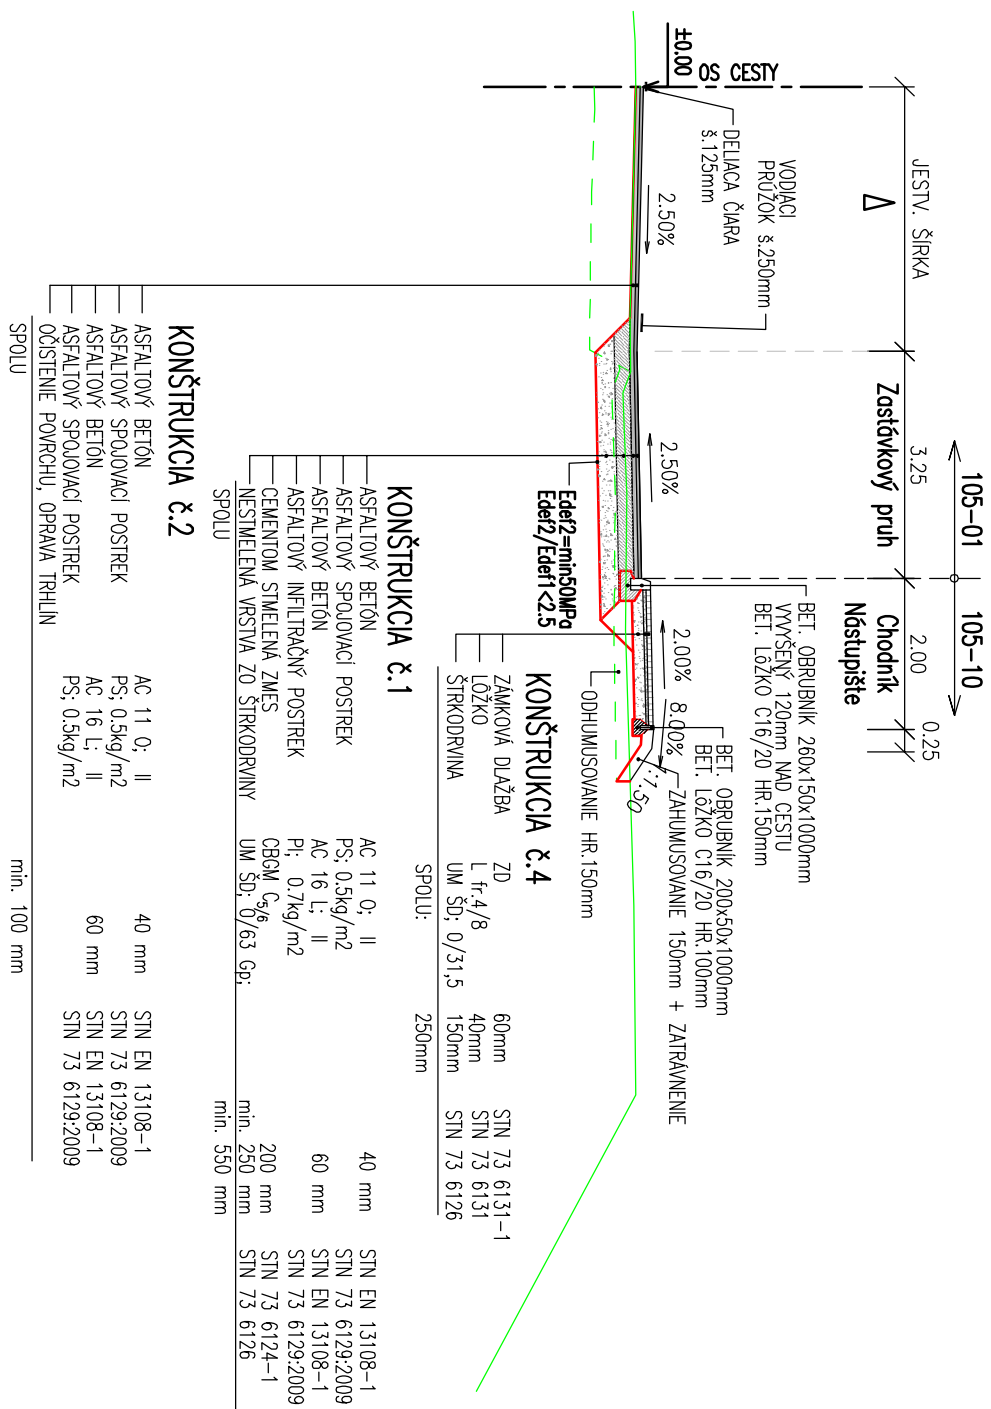 105-01
105-10
JESTV. ŠÍRKA
3.25
2.00
0.25
Zastávkový pruh
Chodník
Nástupište
±0.00
OS CESTY
VODIACI
PRÚŽOK š.250mm
DELIACA ČIARA
š.125mm
2.50%
2.50%
2.00%
8.00%
1:1.50
BET. OBRUBNÍK 260x150x1000mm
VYVÝŠENÝ 120mm NAD CESTU
BET. LôŽKO C16/20 HR.150mm
BET. OBRUBNÍK 200x50x1000mm
BET. LôŽKO C16/20 HR.100mm
ZAHUMUSOVANIE 150mm + ZATRÁVNENIE
ODHUMUSOVANIE HR.150mm
Edef2=min50MPa
Edef2/Edef1<2.5
KONŠTRUKCIA č.4
ZÁMKOVÁ DLAŽBA ZD 60mm STN 73 6131-1
LÔŽKO L fr.4/8 40mm STN 73 6131
ŠTRKODRVINA UM ŠD; 0/31,5 150mm STN 73 6126
SPOLU: 250mm
KONŠTRUKCIA č.1
ASFALTOVÝ BETÓN AC 11 O; II 40 mm STN EN 13108-1
ASFALTOVÝ SPOJOVACÍ POSTREK PS; 0.5kg/m2 STN 73 6129:2009
ASFALTOVÝ BETÓN AC 16 L; II 60 mm STN EN 13108-1
ASFALTOVÝ INFILTRAČNÝ POSTREK PI; 0.7kg/m2 STN 73 6129:2009
CEMENTOM STMELENÁ ZMES CBGM C5/6 200 mm STN 73 6124-1
NESTMELENÁ VRSTVA ZO ŠTRKODRVINY UM ŠD; 0/63 Gp; min. 250 mm STN 73 6126
SPOLU min. 550 mm
KONŠTRUKCIA č.2
ASFALTOVÝ BETÓN AC 11 O; II 40 mm STN EN 13108-1
ASFALTOVÝ SPOJOVACÍ POSTREK PS; 0.5kg/m2 STN 73 6129:2009
ASFALTOVÝ BETÓN AC 16 L; II 60 mm STN EN 13108-1
ASFALTOVÝ SPOJOVACÍ POSTREK PS; 0.5kg/m2 STN 73 6129:2009
OČISTENIE POVRCHU, OPRAVA TRHLÍN
SPOLU min. 100 mm